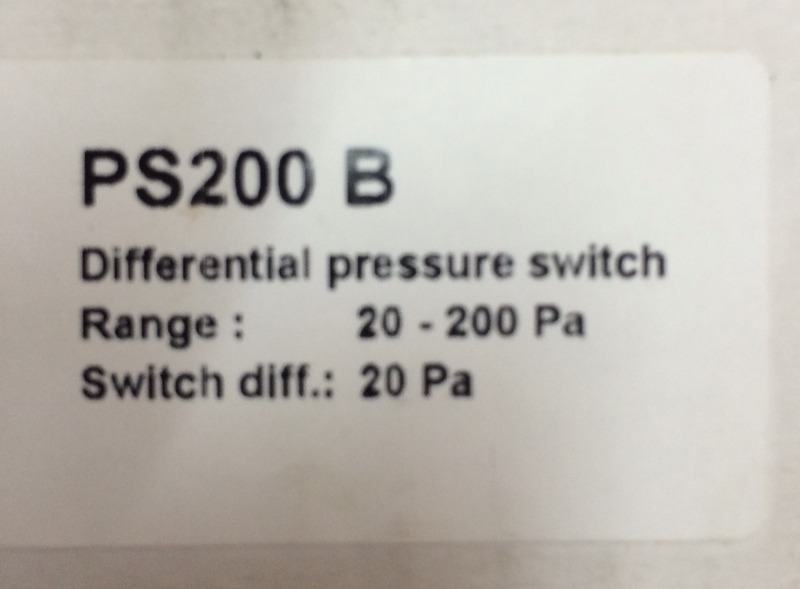 PS200 B
Differential pressure switch
Range : 20 - 200 Pa
Switch diff.: 20 Pa